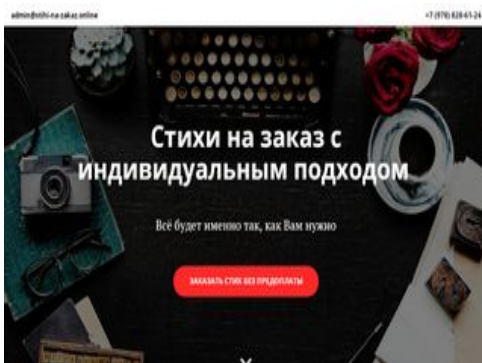 admin@stihi-na-zakaz.online
+7 (978) 828-61-24
Стихи на заказ с
индивидуальным подходом
Всё будет именно так, как Вам нужно
ЗАКАЗАТЬ СТИХ БЕЗ ПРЕДОПЛАТЫ